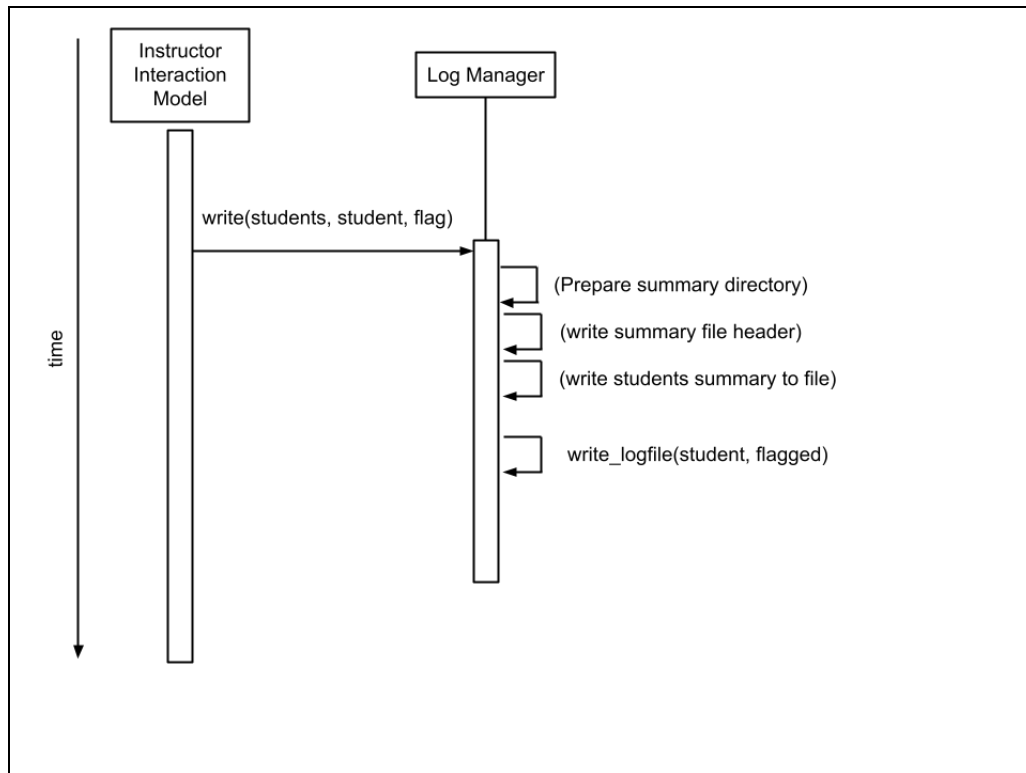 Instructor
Interaction
Model
Log Manager
write(students, student, flag)
(Prepare summary directory)
(write summary file header)
time
(write students summary to file)
write_logfile(student, flagged)